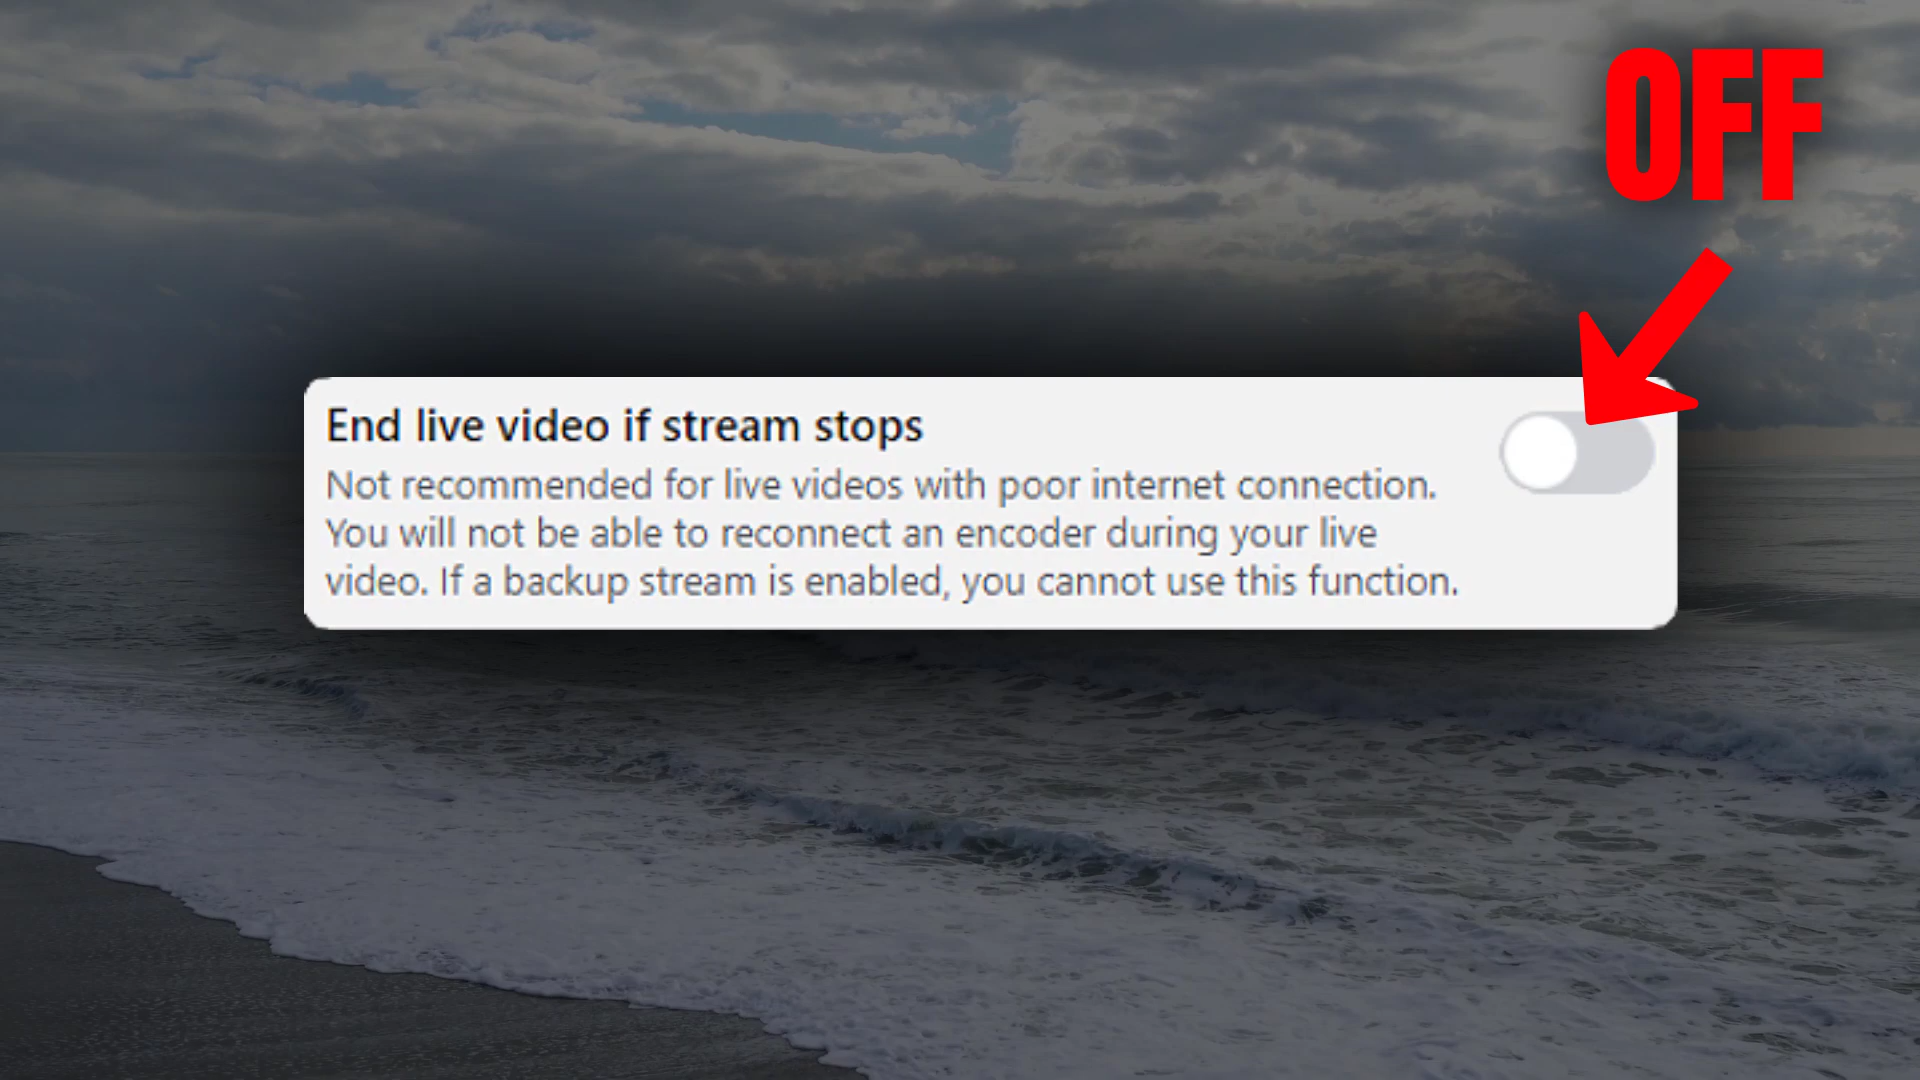 OFF
End live video if stream stops
Not recommended for live videos with poor internet connection.
You will not be able to reconnect an encoder during your live
video. If a backup stream is enabled, you cannot use this function.